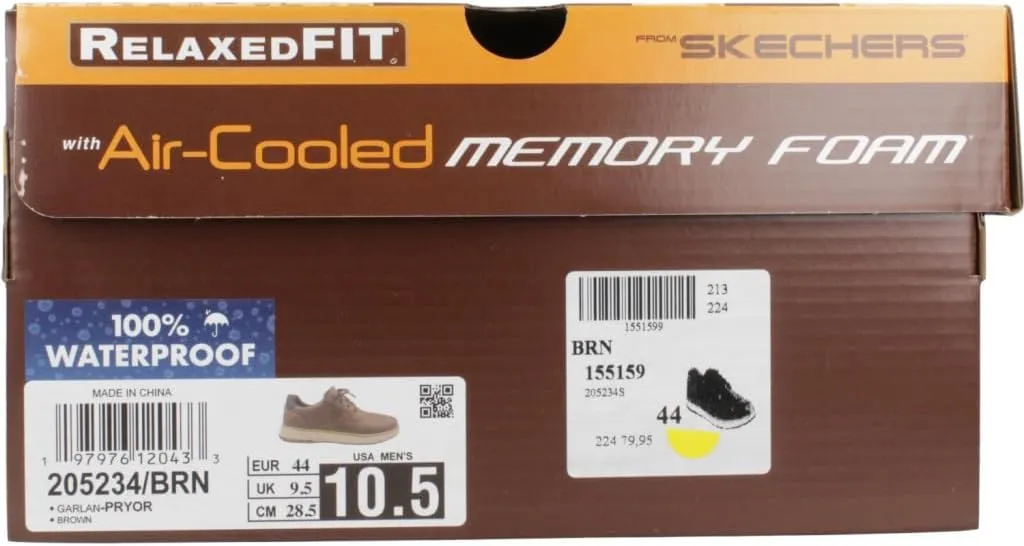 RELAXEDFIT®
FROM SKECHERS
with Air-Cooled MEMORY FOAM
100%
WATERPROOF
MADE IN CHINA
1 97976 12043 3
205234/BRN
• GARLAN-PRYOR
• BROWN
USA MEN'S
10.5
EUR 44
UK 9.5
CM 28.5
213
224
1551599
BRN
155159
205234S
44
224 79,95